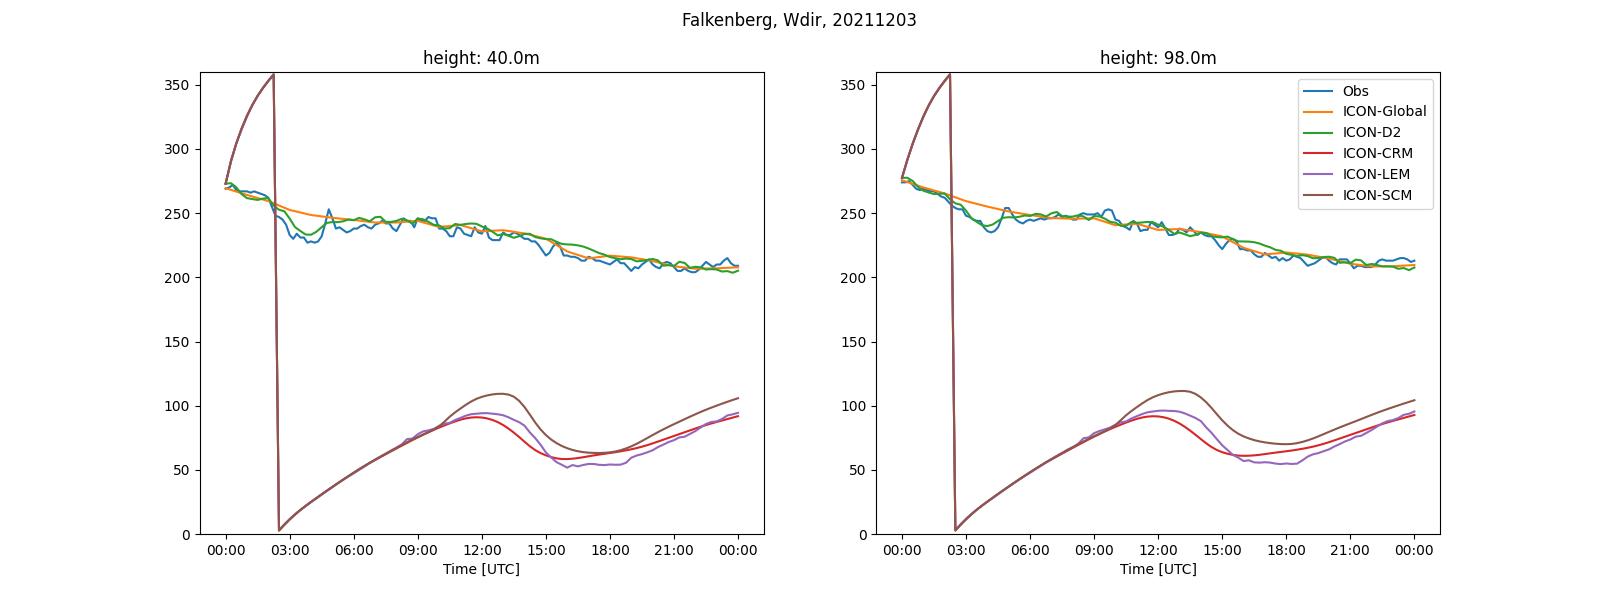 Falkenberg, Wdir, 20211203
height: 40.0m
350
300
250
200
150
100
50
0
00:00 03:00 06:00 09:00 12:00 15:00 18:00 21:00 00:00
Time [UTC]
height: 98.0m
350
300
250
200
150
100
50
0
00:00 03:00 06:00 09:00 12:00 15:00 18:00 21:00 00:00
Time [UTC]
Obs
ICON-Global
ICON-D2
ICON-CRM
ICON-LEM
ICON-SCM